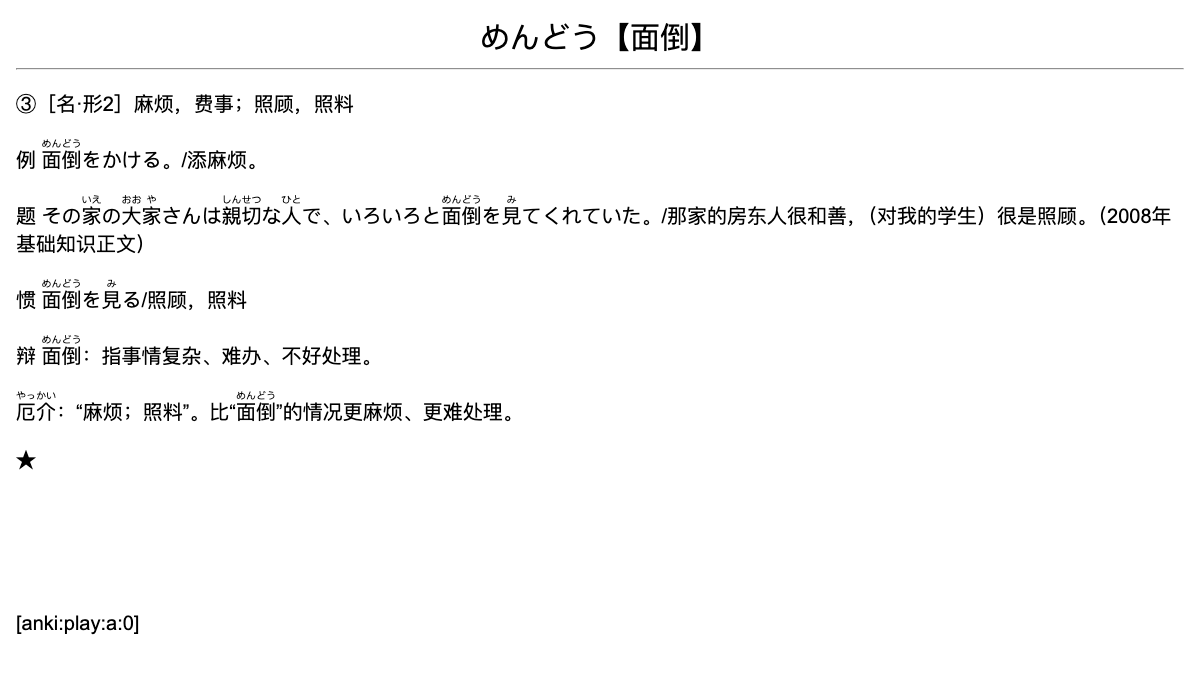 めんどう【面倒】
③［名·形2］麻烦，费事；照顾，照料
めんどう
例 面倒をかける。/添麻烦。
いえ おお や しんせつ ひと めんどう み
题 その家の大家さんは親切な人で、いろいろと面倒を見てくれていた。/那家的房东人很和善，（对我的学生）很是照顾。（2008年
基础知识正文）
めんどう み
惯 面倒を見る/照顾，照料
めんどう
辩 面倒：指事情复杂、难办、不好处理。
やっかい めんどう
厄介：“麻烦；照料”。比“面倒”的情况更麻烦、更难处理。
★
[anki:play:a:0]